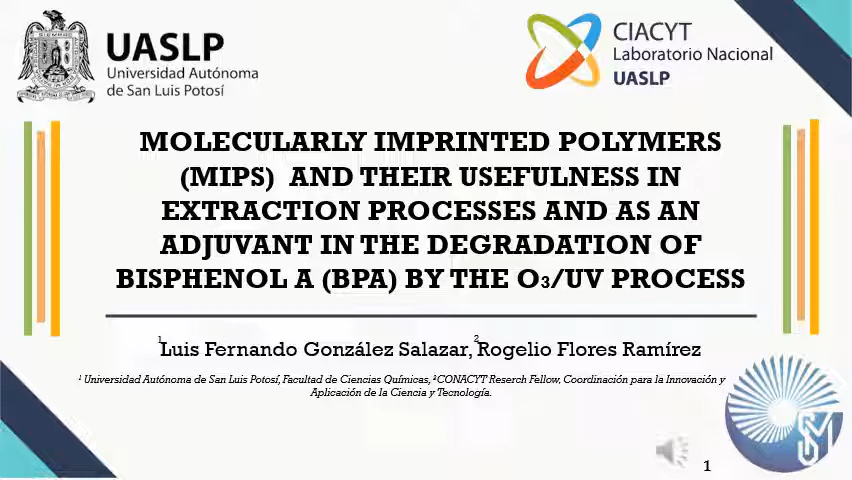 UASLP
Universidad Autónoma
de San Luis Potosí
CIACYT
Laboratorio Nacional
UASLP
MOLECULARLY IMPRINTED POLYMERS
(MIPS) AND THEIR USEFULNESS IN
EXTRACTION PROCESSES AND AS AN
ADJUVANT IN THE DEGRADATION OF
BISPHENOL A (BPA) BY THE O₃/UV PROCESS
¹Luis Fernando González Salazar, ²Rogelio Flores Ramírez
¹ Universidad Autónoma de San Luis Potosí, Facultad de Ciencias Químicas, ²CONACYT Reserch Fellow, Coordinación para la Innovación y
Aplicación de la Ciencia y Tecnología.
1